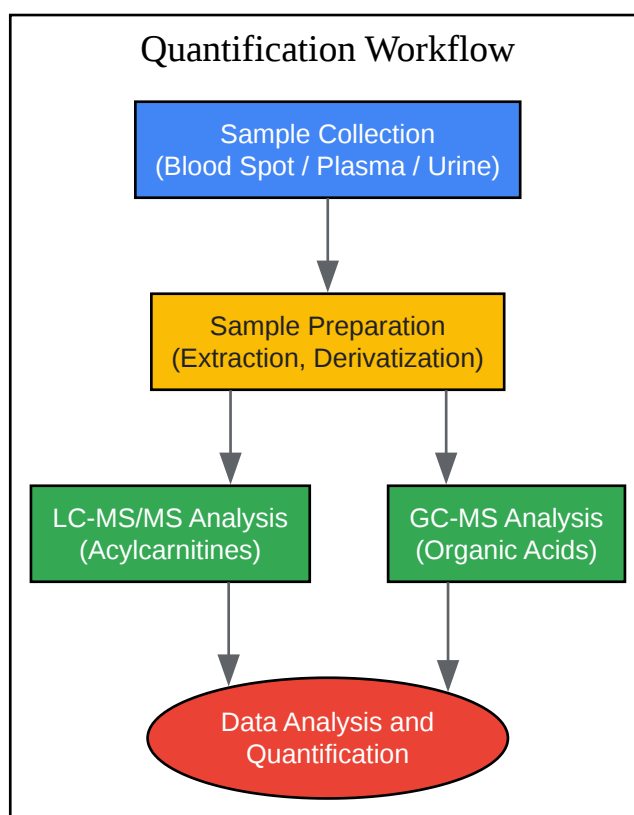 Quantification Workflow
Sample Collection
(Blood Spot / Plasma / Urine)
Sample Preparation
(Extraction, Derivatization)
LC-MS/MS Analysis
(Acylcarnitines)
GC-MS Analysis
(Organic Acids)
Data Analysis and
Quantification